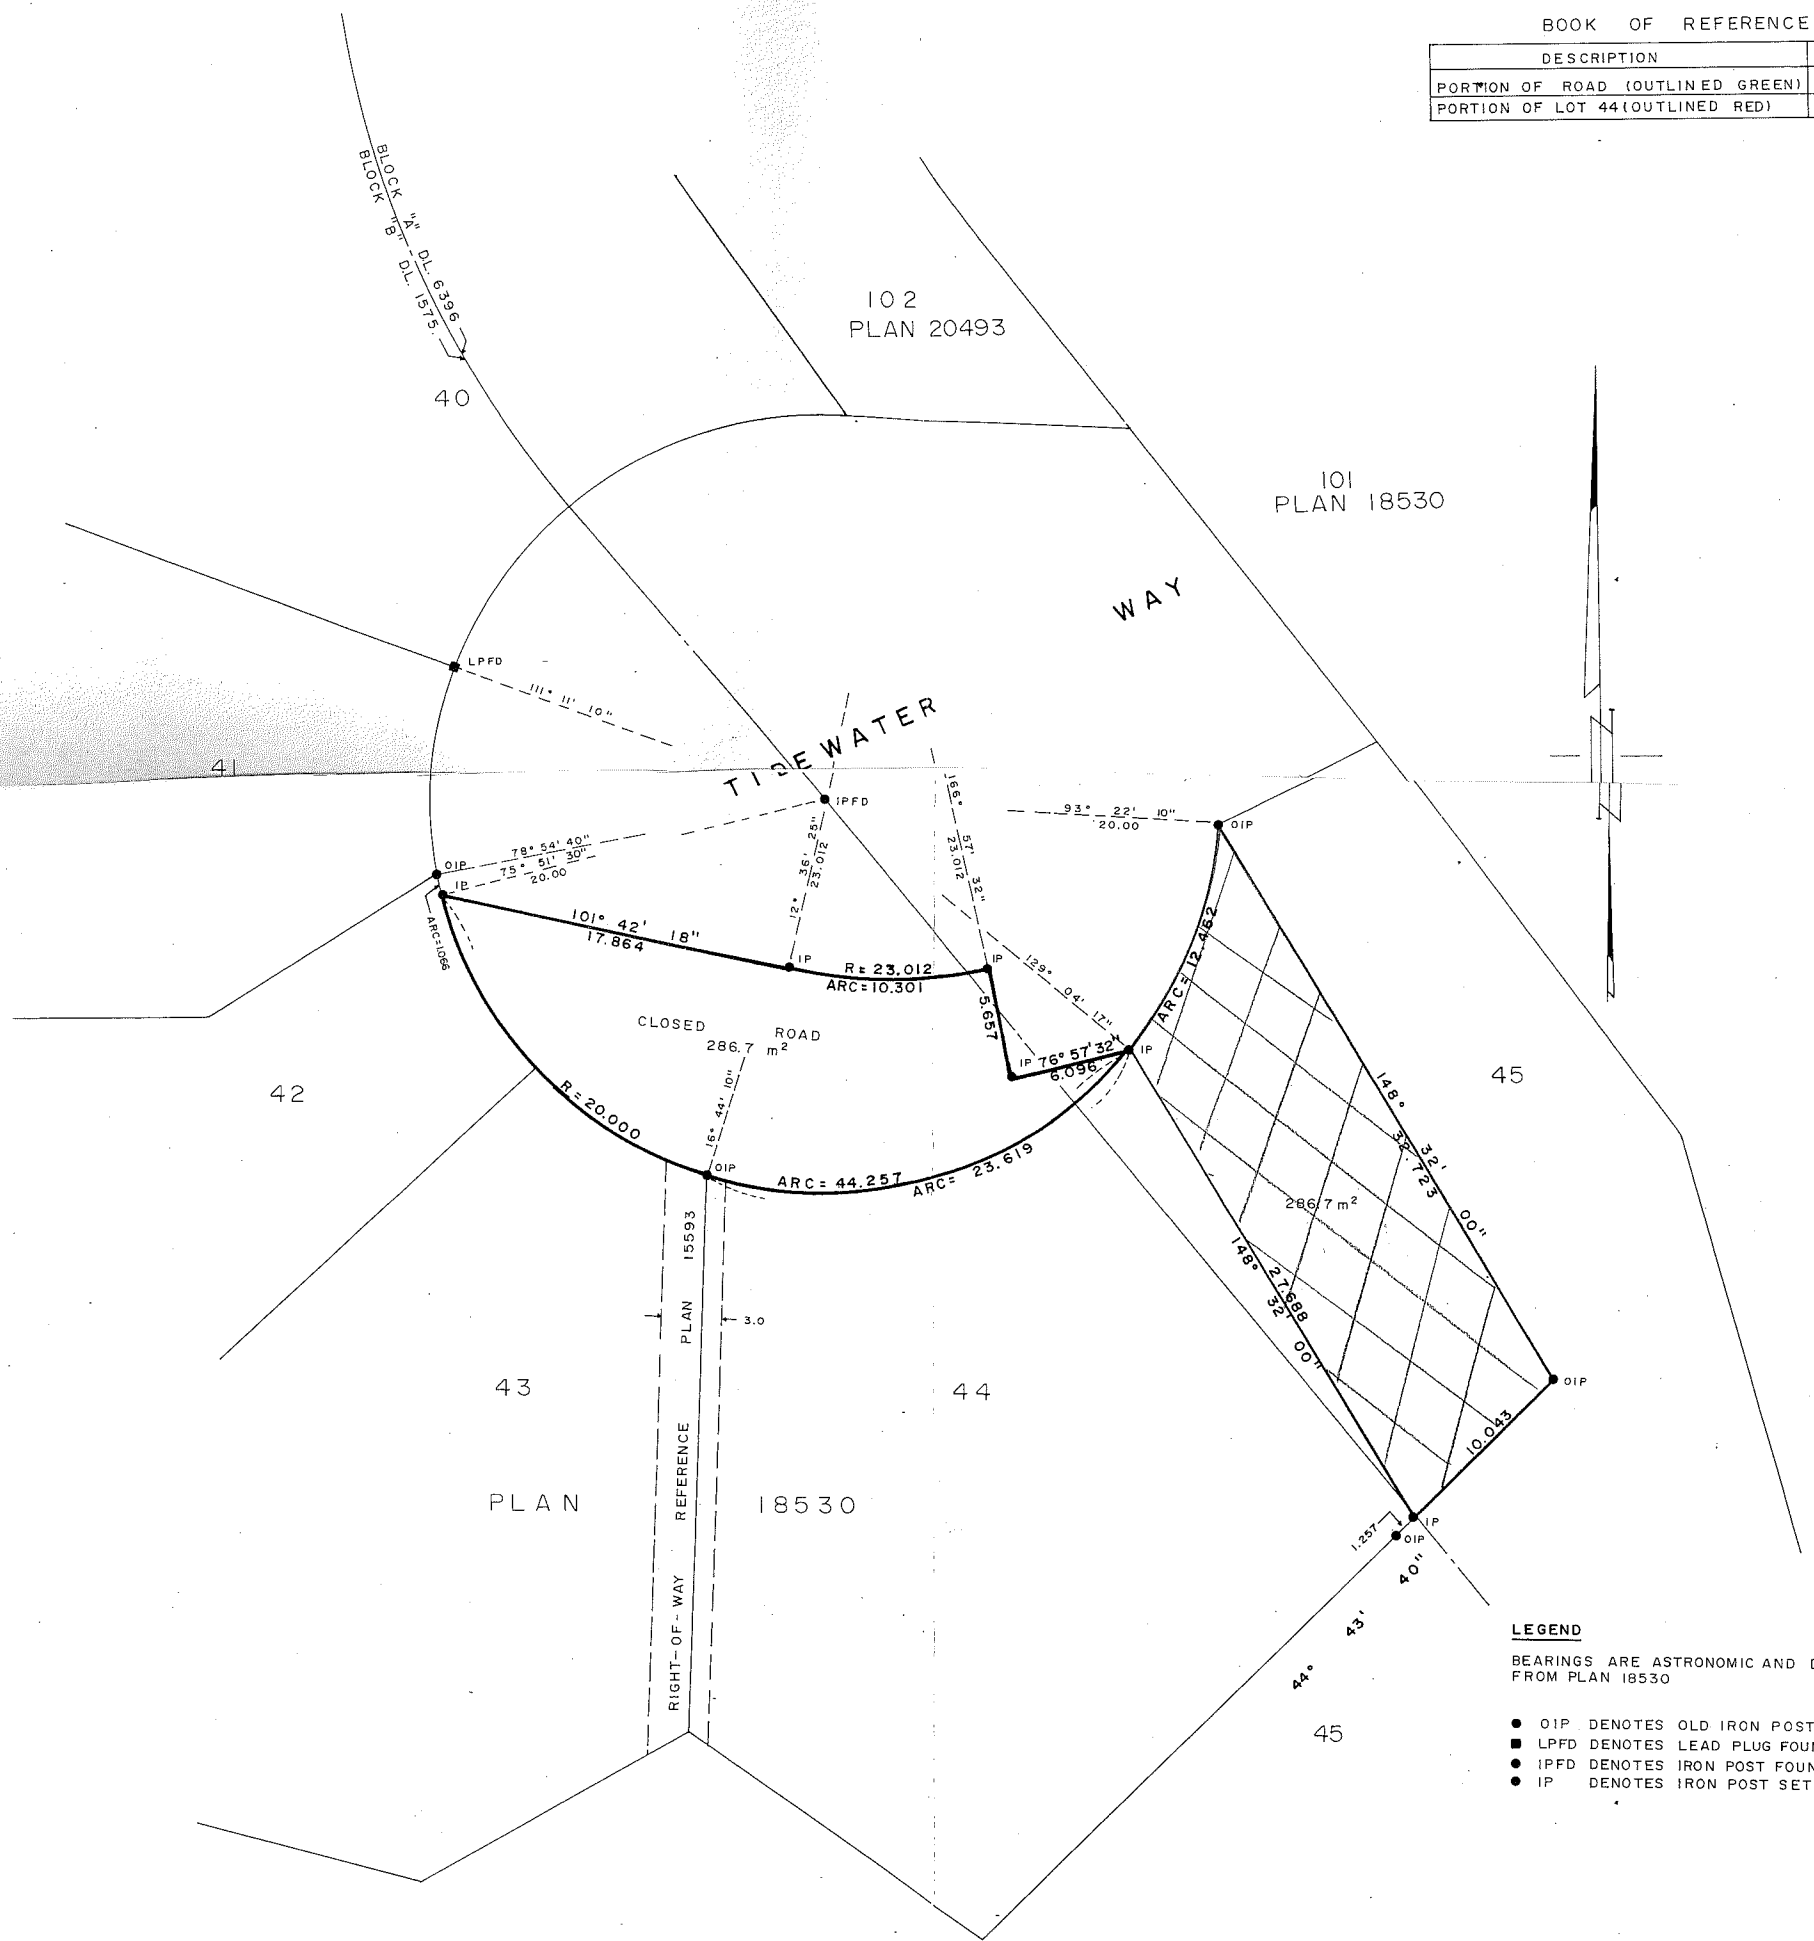 BOOK OF REFERENCE
DESCRIPTION
PORTION OF ROAD (OUTLINED GREEN)
PORTION OF LOT 44 (OUTLINED RED)
BLOCK "A" D.L. 6396
BLOCK "B" D.L. 1575
40
102
PLAN 20493
101
PLAN 18530
TIDEWATER WAY
LPFD
111° 11' 10"
41
IPFD
78° 54' 40"
75° 51' 30"
20.00
OIP
IP
ARC=1.066
12° 36' 25"
23.012
166° 57' 32"
23.012
93° 22' 10"
20.00
OIP
101° 42' 18"
17.864
IP
R = 23.012
ARC=10.301
IP
5.657
129° 04' 17"
ARC = 12.462
CLOSED ROAD
286.7 m²
IP
76° 57' 32"
6.096
IP
42
45
R = 20.000
16° 44' 10"
OIP
ARC = 44.257
ARC = 23.619
148° 32' 00"
32.723
286.7 m²
148° 32' 00"
27.688
3.0
43
44
OIP
10.043
PLAN 18530
RIGHT-OF-WAY REFERENCE PLAN 15593
1.257
IP
OIP
44° 43' 40"
45
LEGEND
BEARINGS ARE ASTRONOMIC AND D
FROM PLAN 18530
OIP DENOTES OLD IRON POST
LPFD DENOTES LEAD PLUG FOUN
IPFD DENOTES IRON POST FOUN
IP DENOTES IRON POST SET